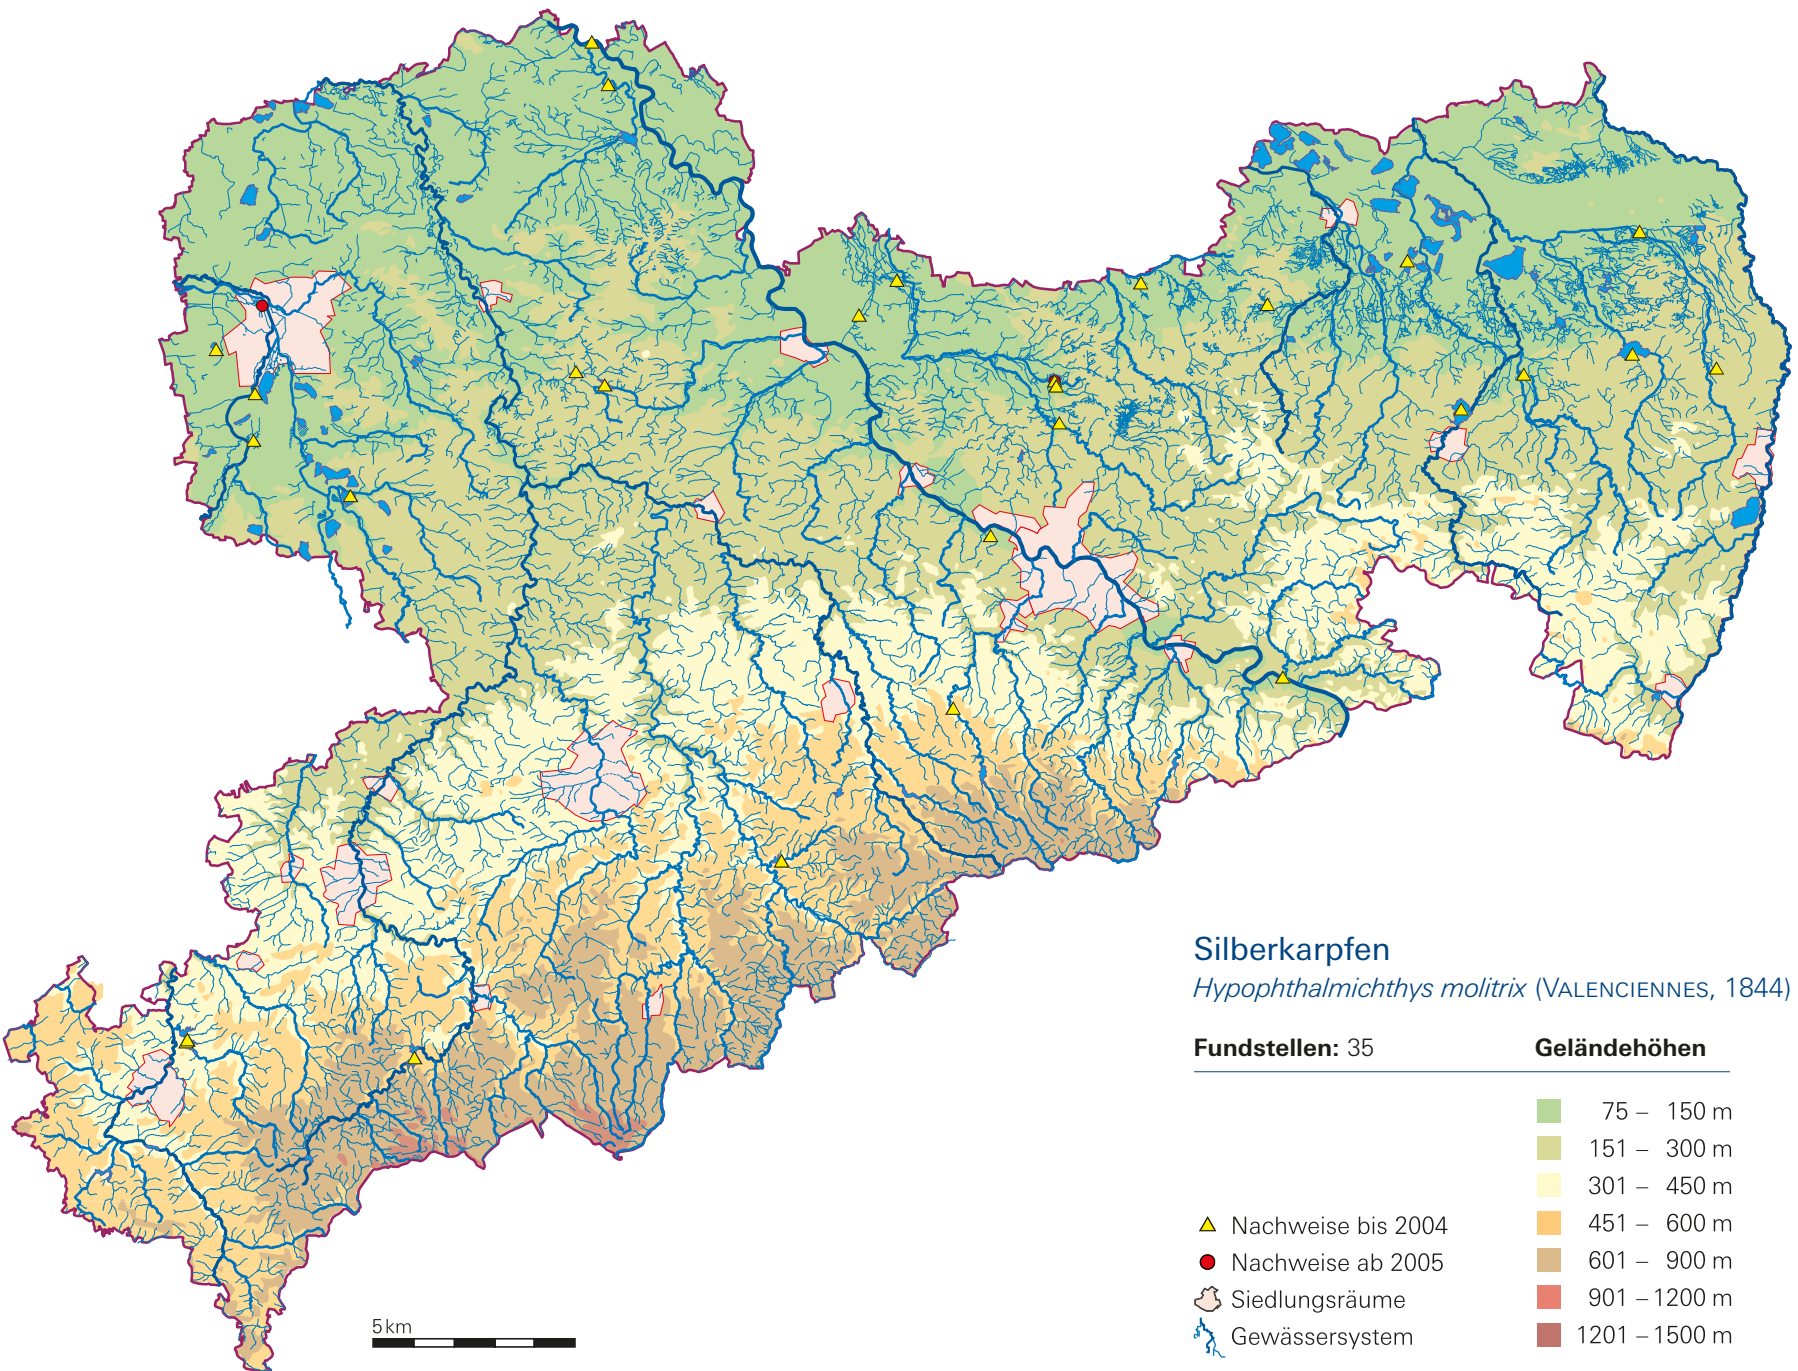 Silberkarpfen
Hypophthalmichthys molitrix (VALENCIENNES, 1844)
Fundstellen: 35
Geländehöhen
75 – 150 m
151 – 300 m
301 – 450 m
451 – 600 m
601 – 900 m
901 – 1200 m
1201 – 1500 m
Nachweise bis 2004
Nachweise ab 2005
Siedlungsräume
Gewässersystem
5 km